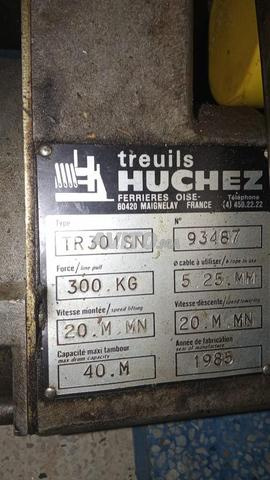 treuils
HUCHEZ
FERRIERES OISE-
60420 MAIGNELAY FRANCE
Téléphone
(4) 458.22.22
Type N°
TR301SN 93487
Force/line pull ø cable à utiliser/ø rope in use
300.KG 5.25.MM
Vitesse montée/speed lifting Vitesse descente/speed lowering
20.M.MN 20.M.MN
Capacité maxi tambour Année de fabrication
max drum capacity year of manufacture
40.M 1985